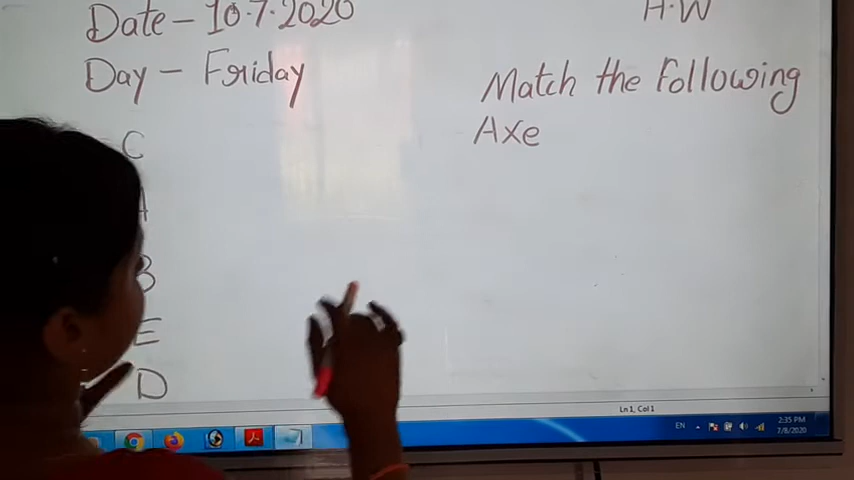 Date – 10.7.2020
H.W
Day – Friday
Match the Following
C
Axe
A
B
E
D
Ln 1, Col 1
EN
2:35 PM
7/8/2020